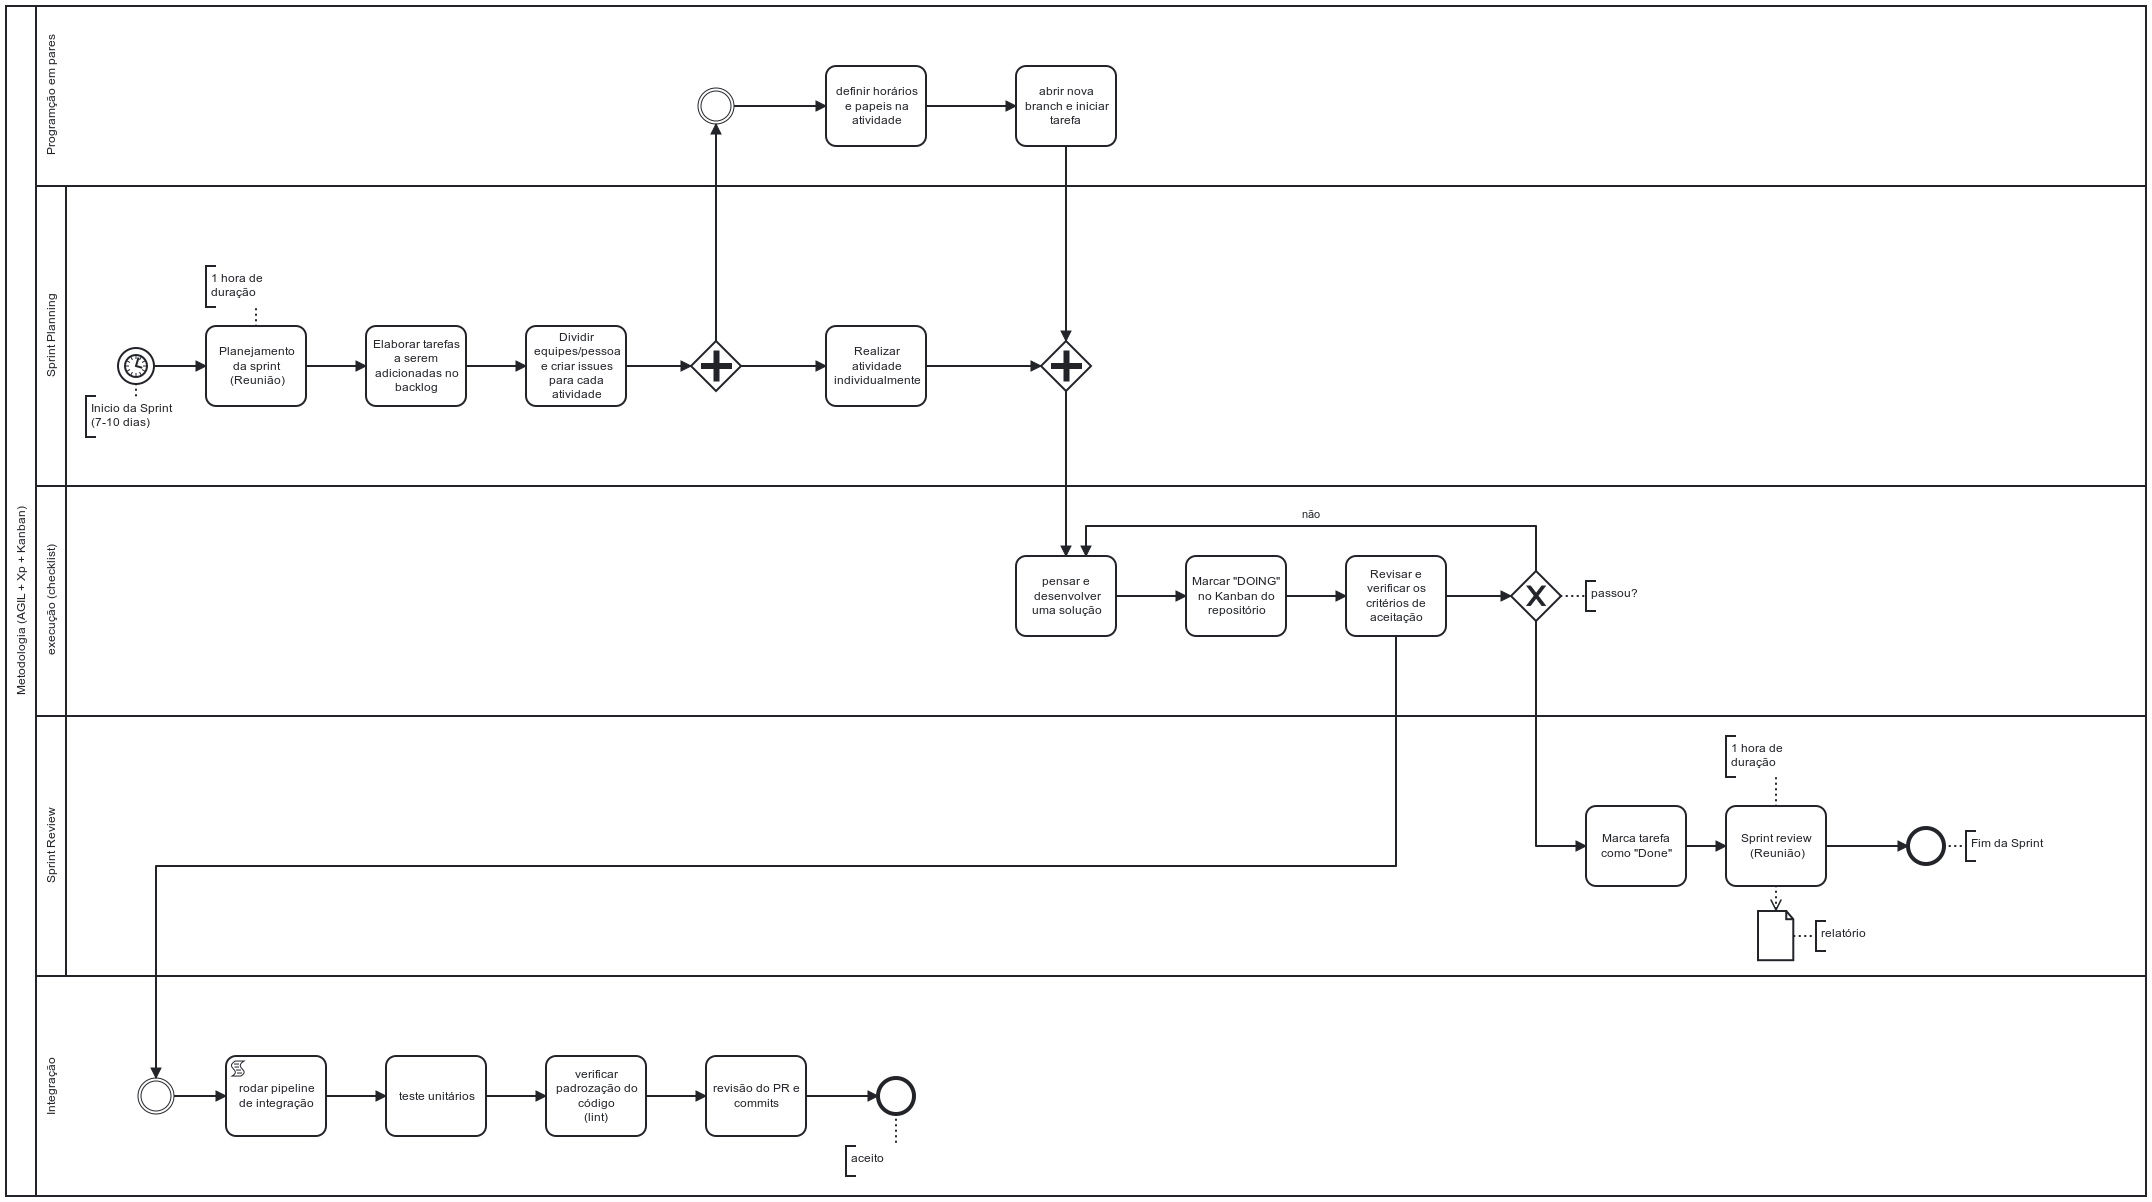 Metodologia (AGIL + Xp + Kanban)
Programção em pares
definir horários
e papeis na
atividade
abrir nova
branch e iniciar
tarefa
Sprint Planning
1 hora de
duração
Inicio da Sprint
(7-10 dias)
Planejamento
da sprint
(Reunião)
Elaborar tarefas
a serem
adicionadas no
backlog
Dividir
equipes/pessoa
e criar issues
para cada
atividade
Realizar
atividade
individualmente
execução (checklist)
não
pensar e
desenvolver
uma solução
Marcar "DOING"
no Kanban do
repositório
Revisar e
verificar os
critérios de
aceitação
passou?
Sprint Review
1 hora de
duração
Marca tarefa
como "Done"
Sprint review
(Reunião)
Fim da Sprint
relatório
Integração
rodar pipeline
de integração
teste unitários
verificar
padrozação do
código
(lint)
revisão do PR e
commits
aceito